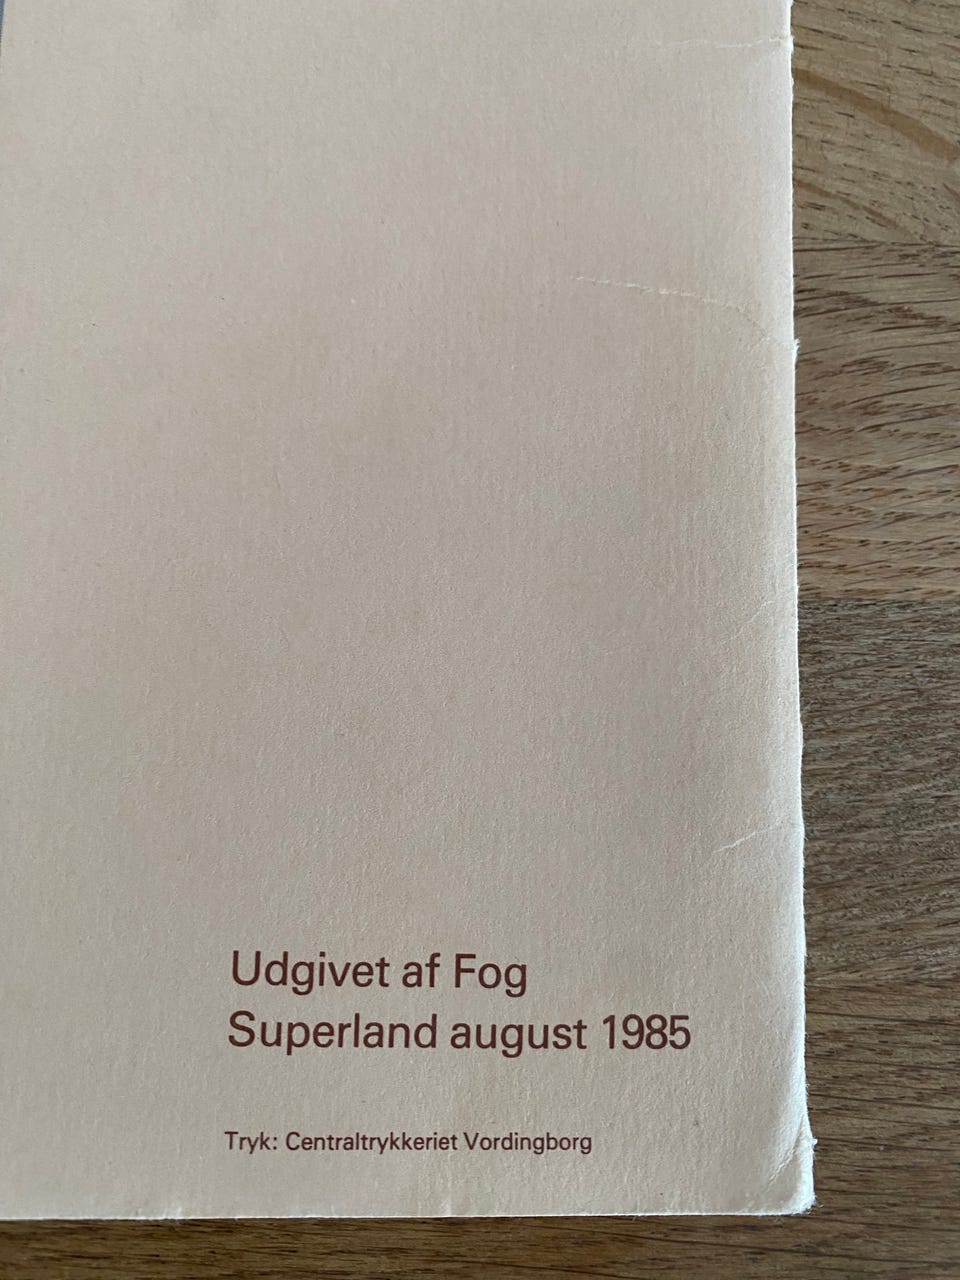 Udgivet af Fog
Superland august 1985
Tryk: Centraltrykkeriet Vordingborg